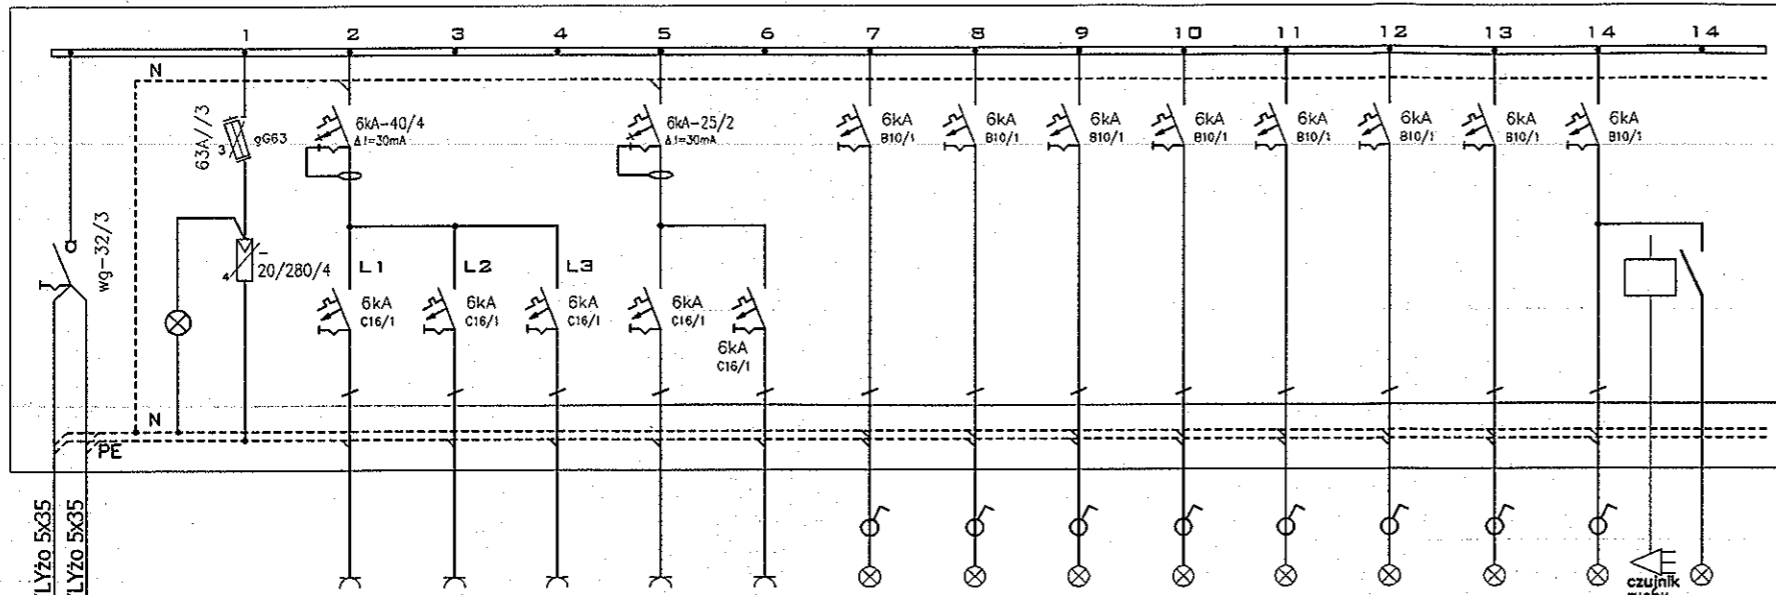 1 2 3 4 5 6 7 8 9 10 11 12 13 14 14
N
63A//3
3
gG63
6kA-40/4
ΔI=30mA
6kA-25/2
ΔI=30mA
6kA
B10/1
6kA
B10/1
6kA
B10/1
6kA
B10/1
6kA
B10/1
6kA
B10/1
6kA
B10/1
6kA
B10/1
wg-32/3
4
20/280/4
L1
L2
L3
6kA
C16/1
6kA
C16/1
6kA
C16/1
6kA
C16/1
6kA
C16/1
N
PE
LYżo 5x35
LYżo 5x35
czujnik